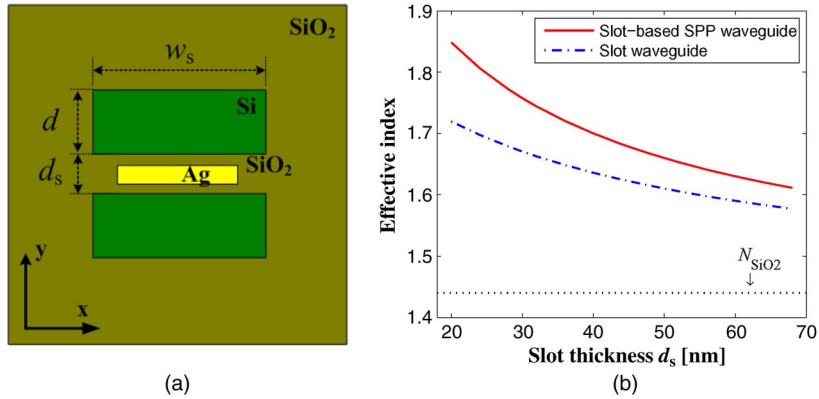 SiO2
ws
d
Si
ds
SiO2
Ag
y
x
(a)
1.9
1.8
1.7
1.6
1.5
1.4
Effective index
Slot−based SPP waveguide
Slot waveguide
NSiO2
20 30 40 50 60 70
Slot thickness ds [nm]
(b)